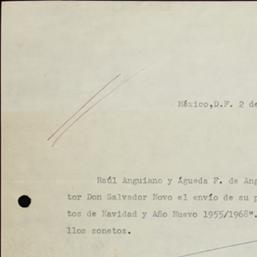 México,D.F. 2 de
Raúl Anguiano y Águeda F. de Ang
tor Don Salvador Novo el envío de su p
tos de Navidad y Año Nuevo 1955/1968".
llos sonetos.